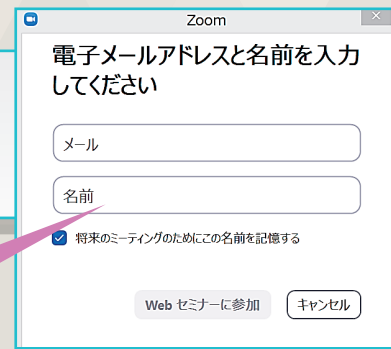 Zoom
電子メールアドレスと名前を入力
してください
メール
名前
将来のミーティングのためにこの名前を記憶する
Web セミナーに参加
キャンセル